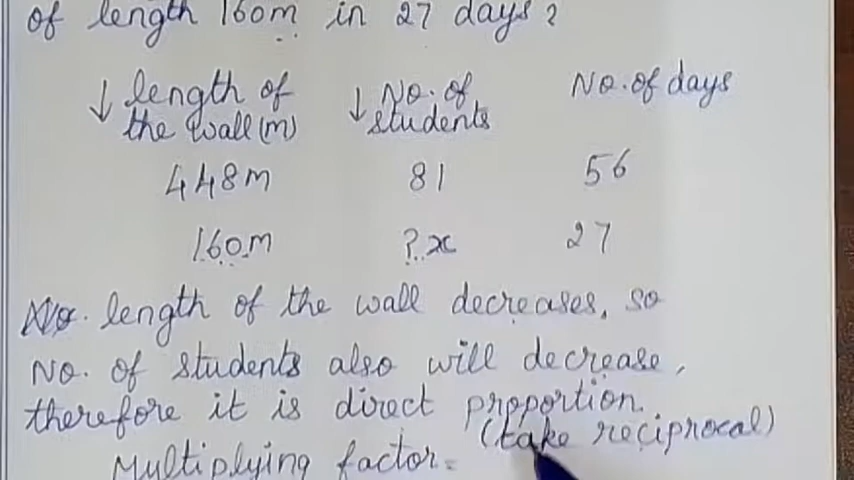 of length 160m in 27 days?
↓ length of the wall (m) ↓ No. of students No. of days
448m 81 56
160m ? x 27
No. length of the wall decreases, so
No. of students also will decrease,
therefore it is direct proportion.
(take reciprocal)
Multiplying factor =